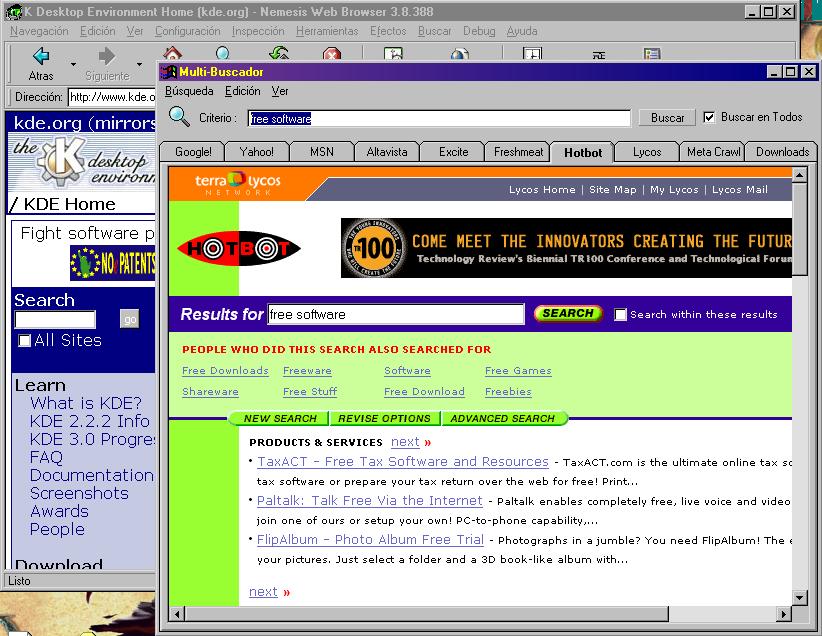 K Desktop Environment Home (kde.org) - Nemesis Web Browser 3.8.388
Navegación Edición Ver Configuración Inspección Herramientas Efectos Buscar Debug Ayuda
Atras Siguiente
Dirección: http://www.kde.o
kde.org (mirrors
the K desktop environm
/ KDE Home
Fight software p
NO PATENTS
Search
go
All Sites
Learn
What is KDE?
KDE 2.2.2 Info
KDE 3.0 Progres
FAQ
Documentation
Screenshots
Awards
People
Download
Listo
Multi-Buscador
Búsqueda Edición Ver
Criterio : free software Buscar Buscar en Todos
Google! Yahoo! MSN Altavista Excite Freshmeat Hotbot Lycos Meta Crawl Downloads
terra Lycos
NETWORK
Lycos Home | Site Map | My Lycos | Lycos Mail
HOTBOT
TR100
COME MEET THE INNOVATORS CREATING THE FUTUR
Technology Review's Biennial TR100 Conference and Technological Forum
Results for free software SEARCH Search within these results
PEOPLE WHO DID THIS SEARCH ALSO SEARCHED FOR
Free Downloads Freeware Software Free Games
Shareware Free Stuff Free Download Freebies
NEW SEARCH REVISE OPTIONS ADVANCED SEARCH
PRODUCTS & SERVICES next »
• TaxACT - Free Tax Software and Resources - TaxACT.com is the ultimate online tax so
tax software or prepare your tax return over the web for free! Print...
• Paltalk: Talk Free Via the Internet - Paltalk enables completely free, live voice and video
join one of ours or setup your own! PC-to-phone capability,...
• FlipAlbum - Photo Album Free Trial - Photographs in a jumble? You need FlipAlbum! The e
your pictures. Just select a folder and a 3D book-like album with...
next »